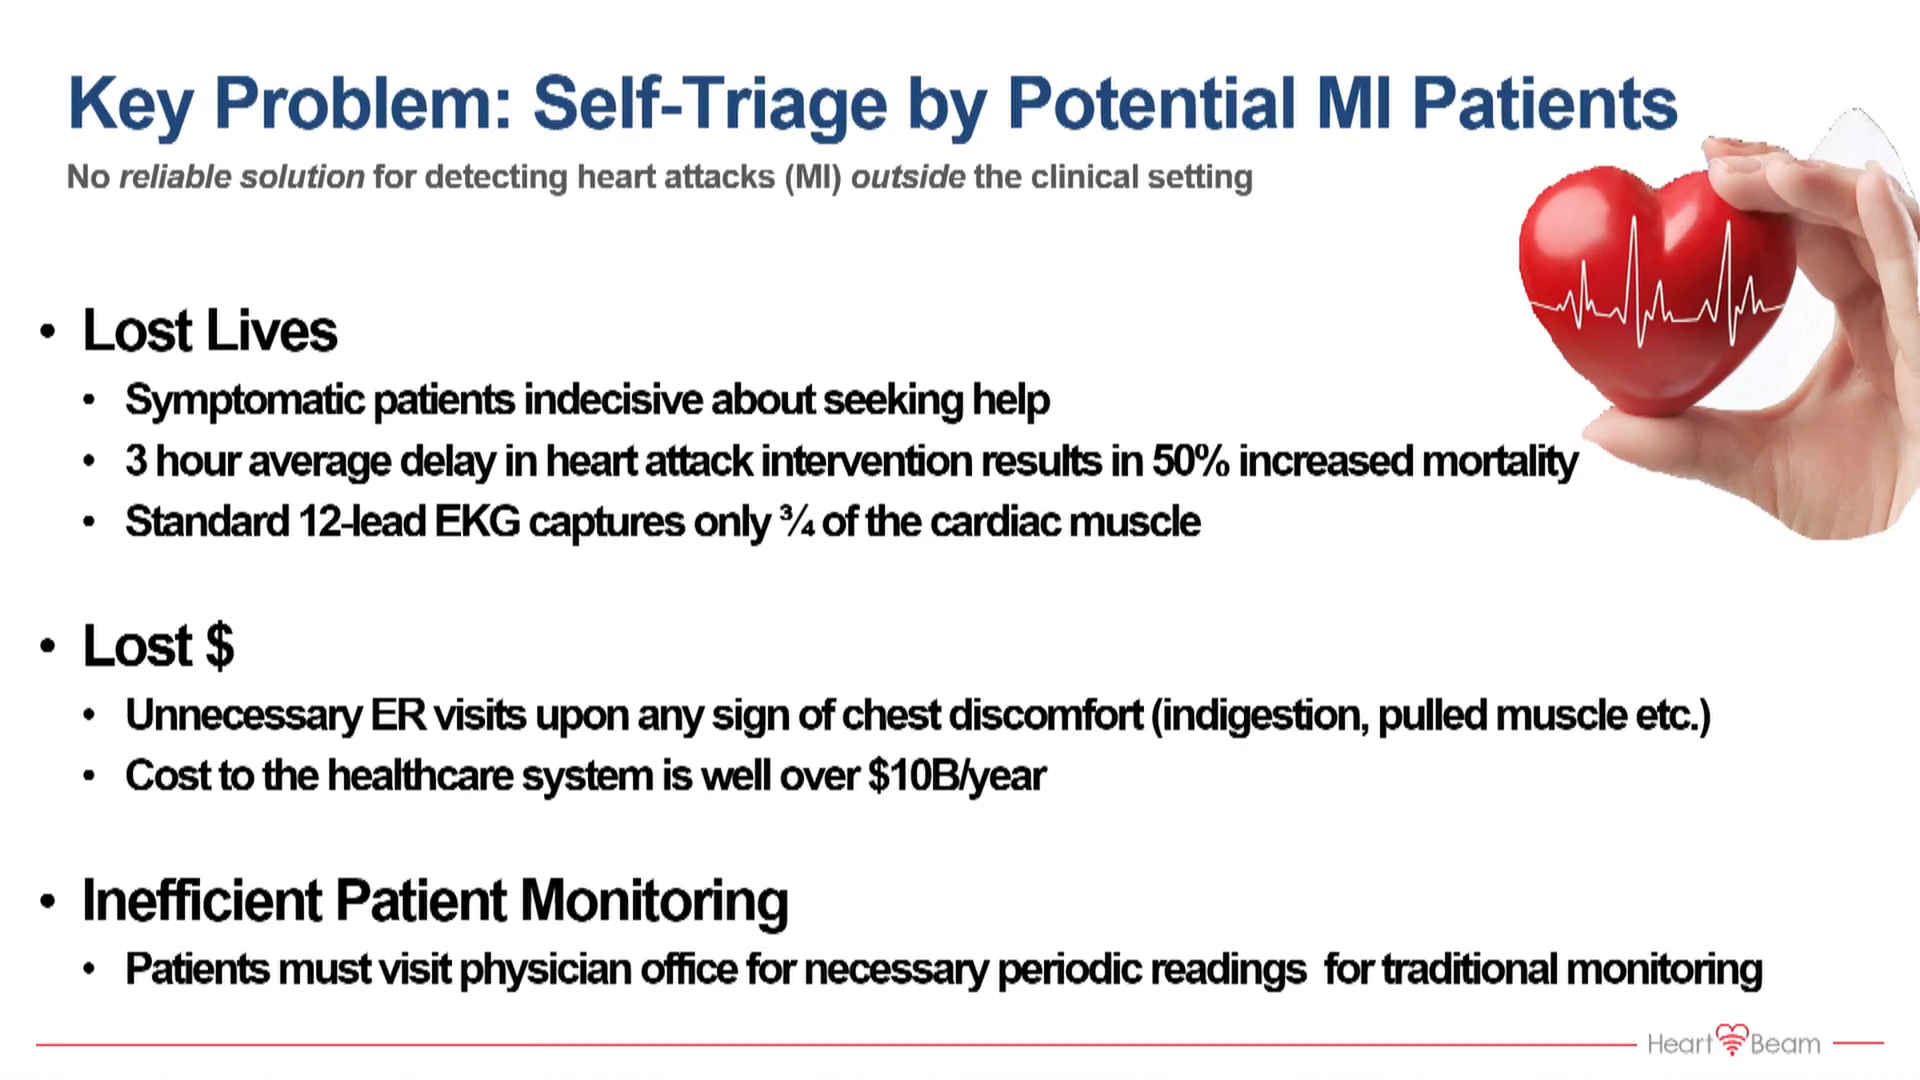 Key Problem: Self-Triage by Potential MI Patients
No reliable solution for detecting heart attacks (MI) outside the clinical setting
• Lost Lives
• Symptomatic patients indecisive about seeking help
• 3 hour average delay in heart attack intervention results in 50% increased mortality
• Standard 12-lead EKG captures only ¾ of the cardiac muscle
• Lost $
• Unnecessary ER visits upon any sign of chest discomfort (indigestion, pulled muscle etc.)
• Cost to the healthcare system is well over $10B/year
• Inefficient Patient Monitoring
• Patients must visit physician office for necessary periodic readings  for traditional monitoring
Heart Beam